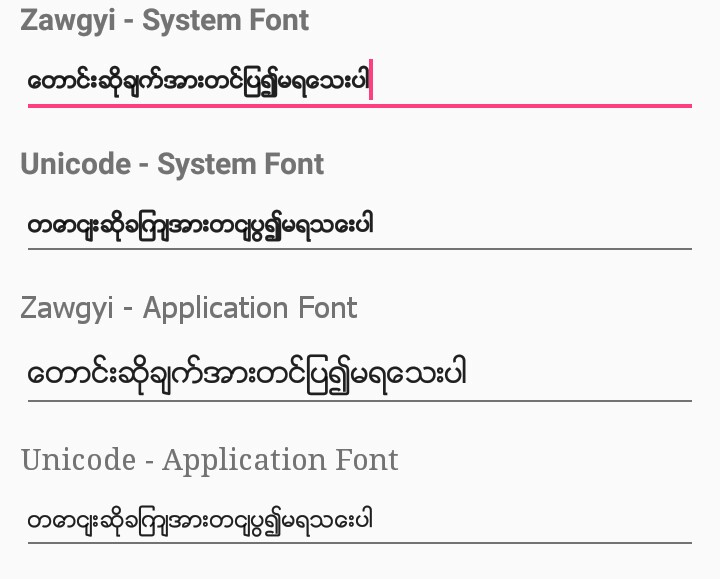 Zawgyi - System Font
တောင်းဆိုချက်အားတင်ပြ၍မရသေးပါ
Unicode - System Font
တောငျးဆိုခကြျအားတငျပွ၍မရသေးပါ
Zawgyi - Application Font
တောင်းဆိုချက်အားတင်ပြ၍မရသေးပါ
Unicode - Application Font
တောငျးဆိုခကြျအားတငျပွ၍မရသေးပါ